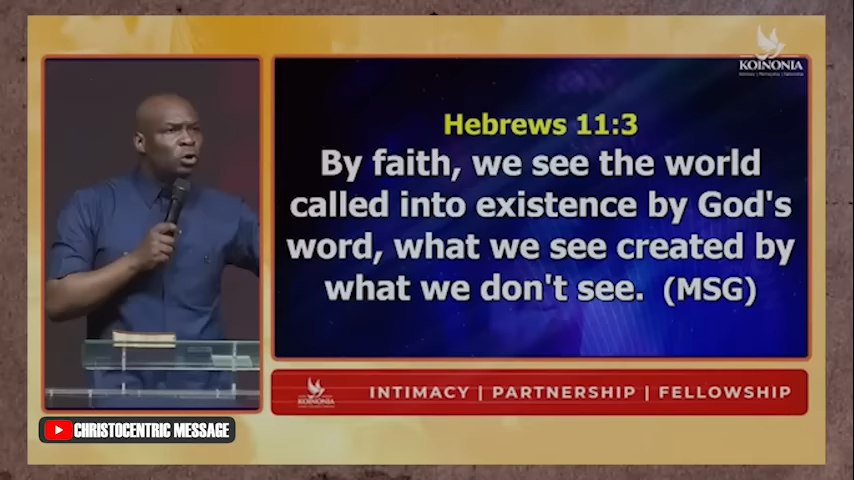 KOINONIA
Hebrews 11:3
By faith, we see the world
called into existence by God's
word, what we see created by
what we don't see. (MSG)
KOINONIA
INTIMACY | PARTNERSHIP | FELLOWSHIP
CHRISTOCENTRIC MESSAGE